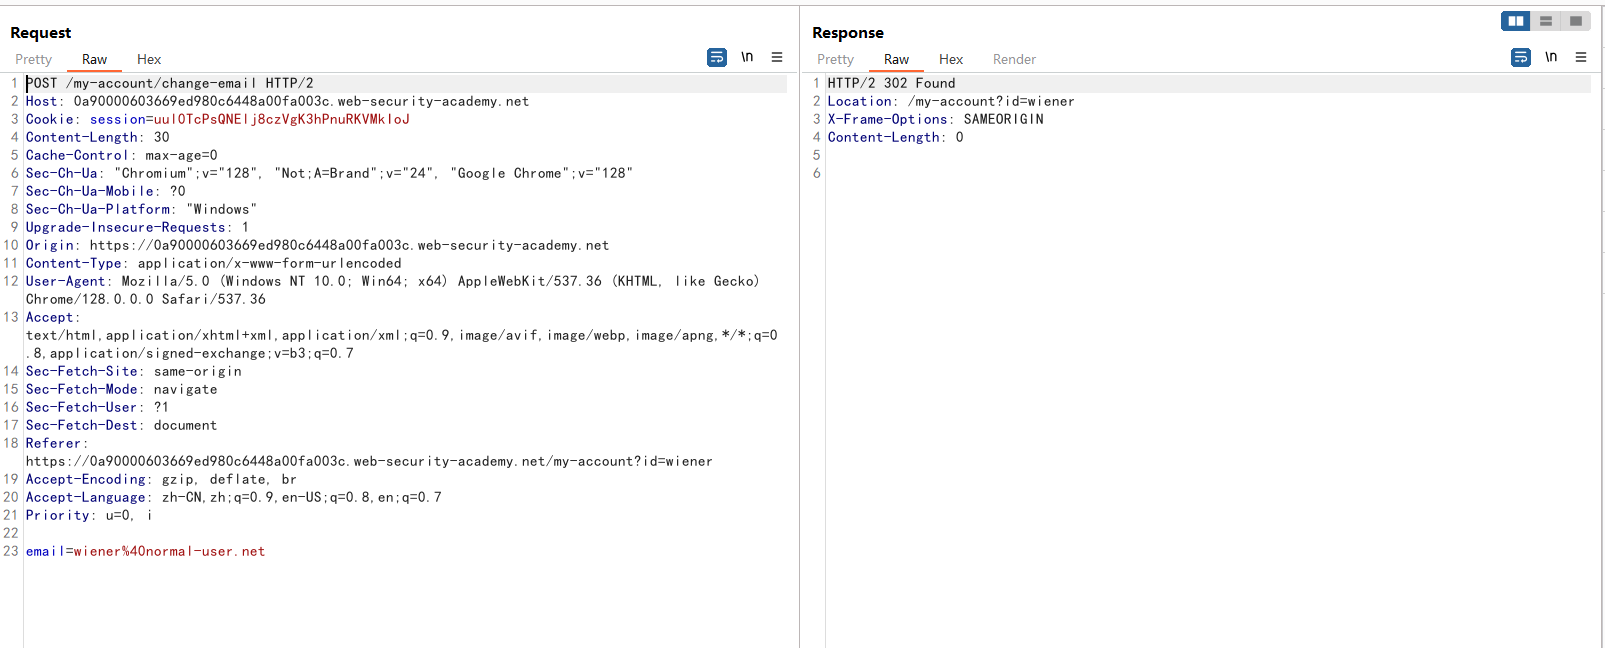 Request
Pretty Raw Hex
\n
1 POST /my-account/change-email HTTP/2
2 Host: 0a90000603669ed980c6448a00fa003c.web-security-academy.net
3 Cookie: session=uul0TcPsQNElj8czVgK3hPnuRKVMkloJ
4 Content-Length: 30
5 Cache-Control: max-age=0
6 Sec-Ch-Ua: "Chromium";v="128", "Not;A=Brand";v="24", "Google Chrome";v="128"
7 Sec-Ch-Ua-Mobile: ?0
8 Sec-Ch-Ua-Platform: "Windows"
9 Upgrade-Insecure-Requests: 1
10 Origin: https://0a90000603669ed980c6448a00fa003c.web-security-academy.net
11 Content-Type: application/x-www-form-urlencoded
12 User-Agent: Mozilla/5.0 (Windows NT 10.0; Win64; x64) AppleWebKit/537.36 (KHTML, like Gecko)
Chrome/128.0.0.0 Safari/537.36
13 Accept:
text/html,application/xhtml+xml,application/xml;q=0.9,image/avif,image/webp,image/apng,*/*;q=0
.8,application/signed-exchange;v=b3;q=0.7
14 Sec-Fetch-Site: same-origin
15 Sec-Fetch-Mode: navigate
16 Sec-Fetch-User: ?1
17 Sec-Fetch-Dest: document
18 Referer:
https://0a90000603669ed980c6448a00fa003c.web-security-academy.net/my-account?id=wiener
19 Accept-Encoding: gzip, deflate, br
20 Accept-Language: zh-CN,zh;q=0.9,en-US;q=0.8,en;q=0.7
21 Priority: u=0, i
22
23 email=wiener%40normal-user.net
Response
Pretty Raw Hex Render
\n
1 HTTP/2 302 Found
2 Location: /my-account?id=wiener
3 X-Frame-Options: SAMEORIGIN
4 Content-Length: 0
5
6